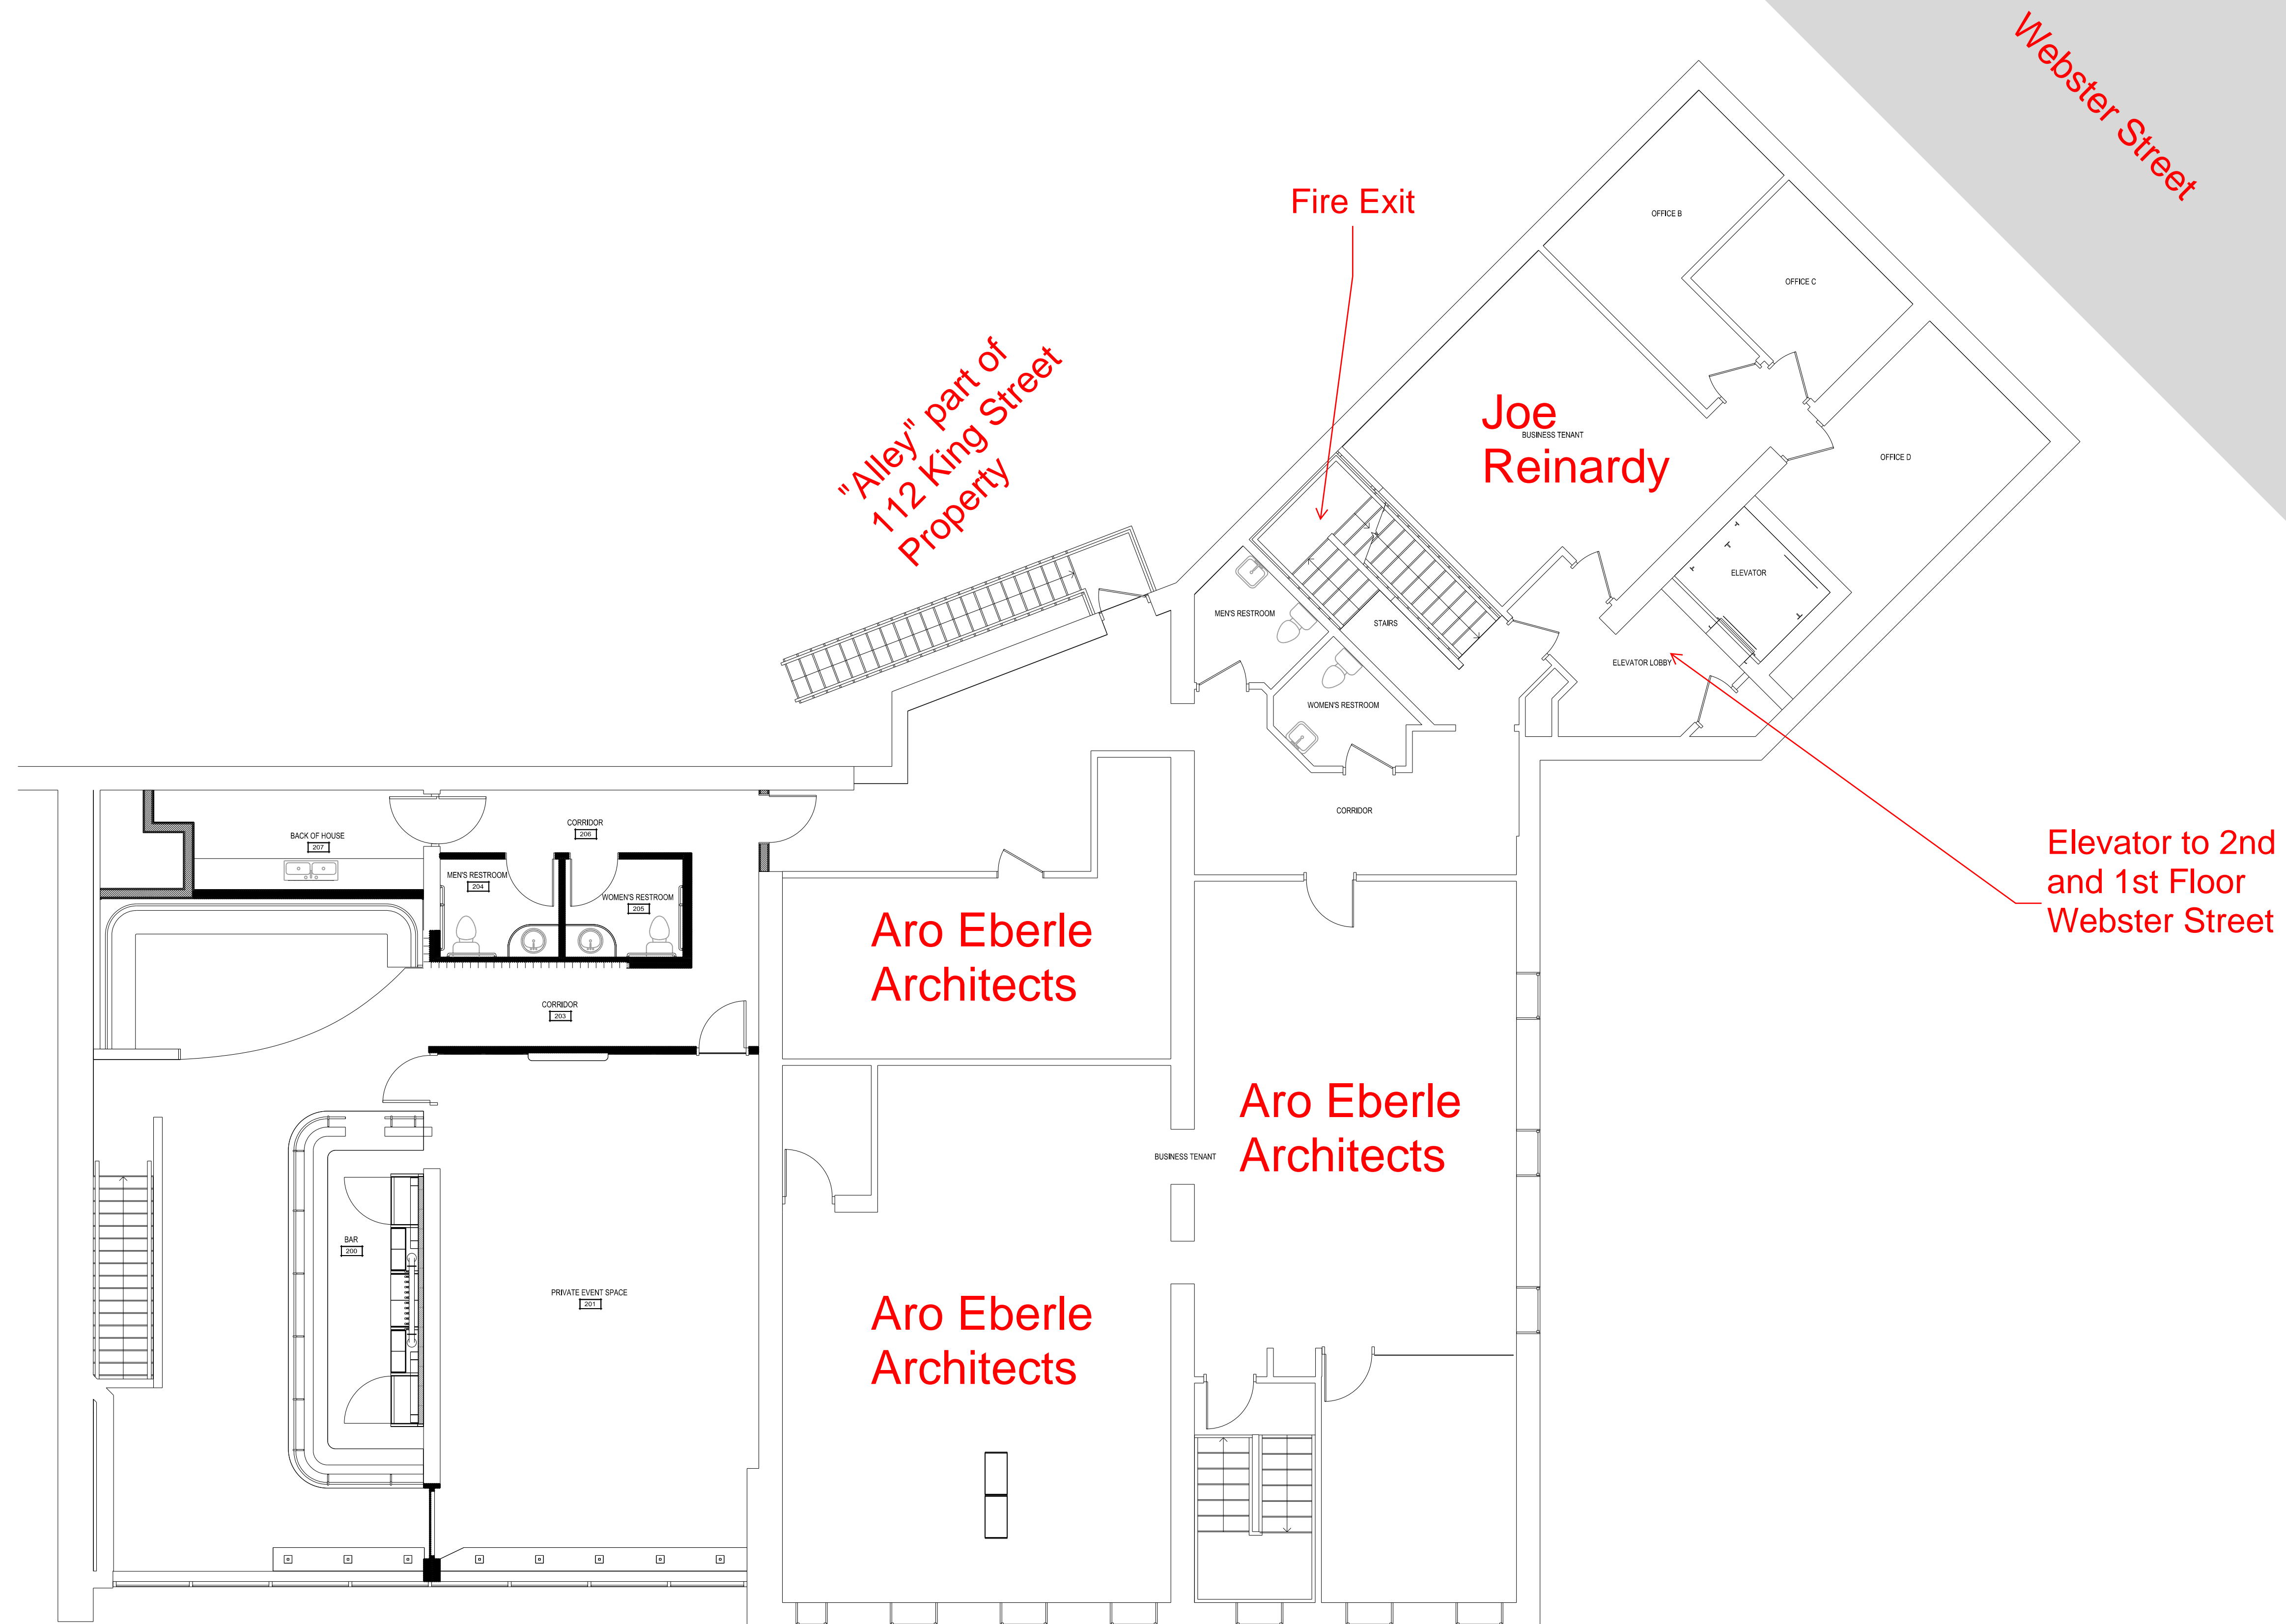 Webster Street
Fire Exit
OFFICE B
OFFICE C
"Alley" part of
112 King Street
Property
Joe
BUSINESS TENANT
Reinardy
OFFICE D
ELEVATOR
MEN'S RESTROOM
STAIRS
ELEVATOR LOBBY
WOMEN'S RESTROOM
CORRIDOR
Elevator to 2nd
and 1st Floor
Webster Street
BACK OF HOUSE
207
CORRIDOR
206
MEN'S RESTROOM
204
WOMEN'S RESTROOM
205
Aro Eberle
Architects
CORRIDOR
203
Aro Eberle
Architects
BUSINESS TENANT
BAR
200
PRIVATE EVENT SPACE
201
Aro Eberle
Architects